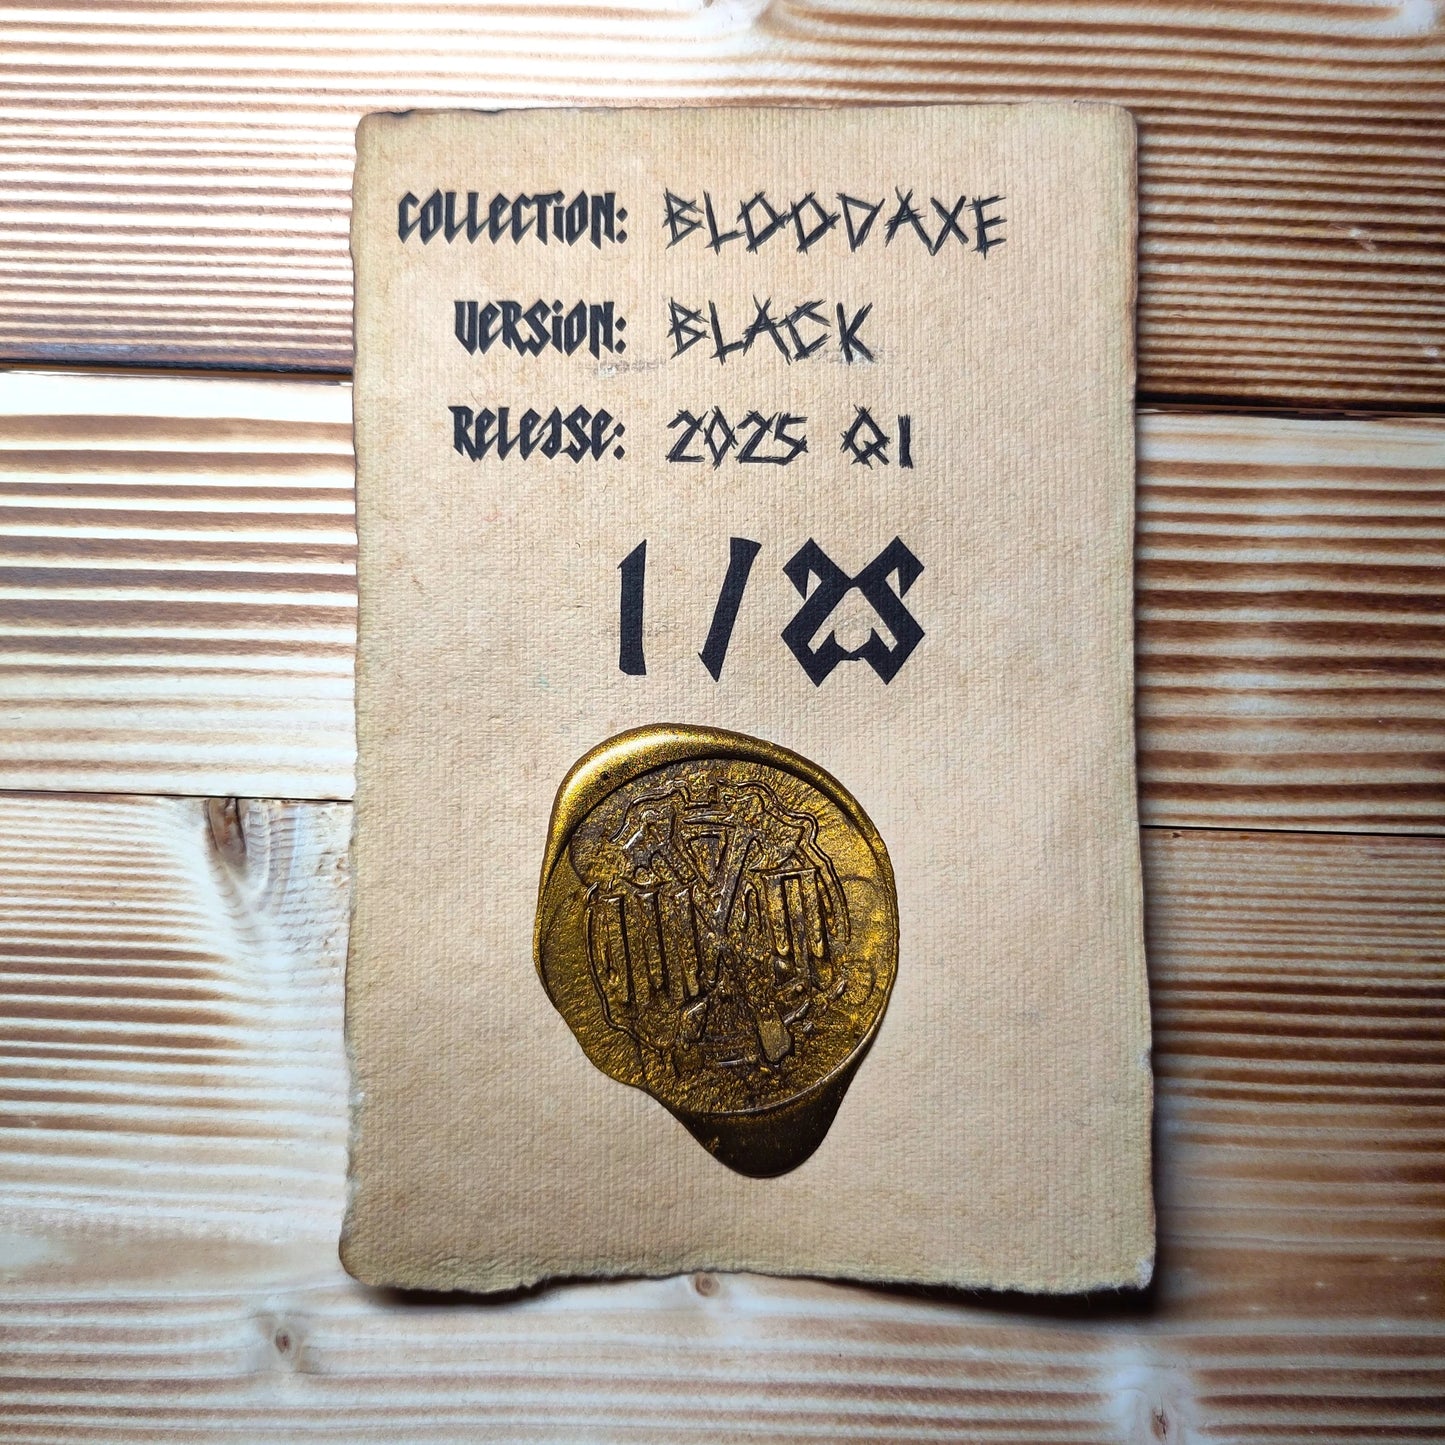 COLLECTION: BLOODAXE
VERSION: BLACK
RELEASE: 2025 Q1
1/25